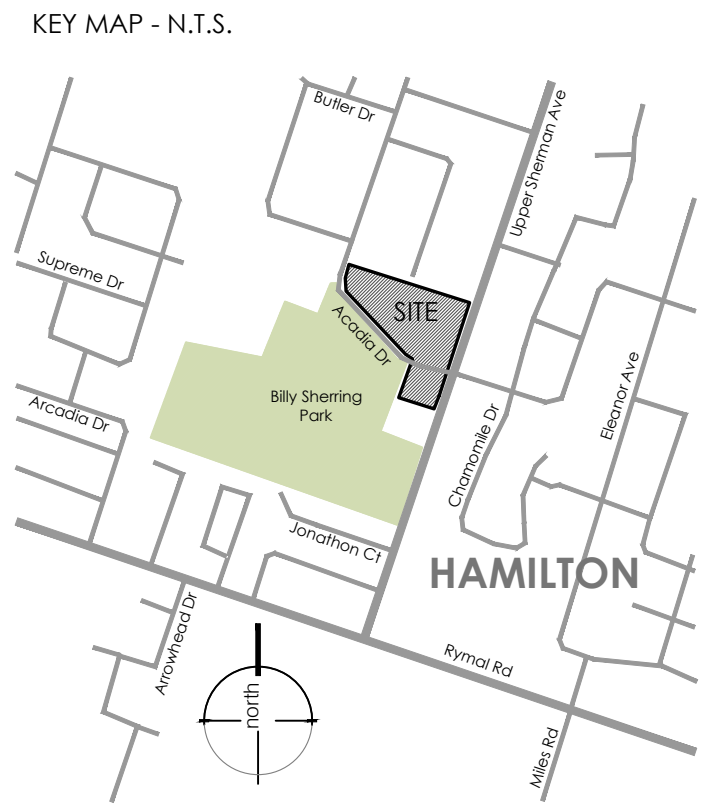 KEY MAP - N.T.S.
Butler Dr
Upper Sherman Ave
Supreme Dr
SITE
Acadia Dr
Billy Sherring
Park
Eleanor Ave
Arcadia Dr
Chamomile Dr
Jonathon Ct
HAMILTON
Arrowhead Dr
Rymal Rd
north
Miles Rd